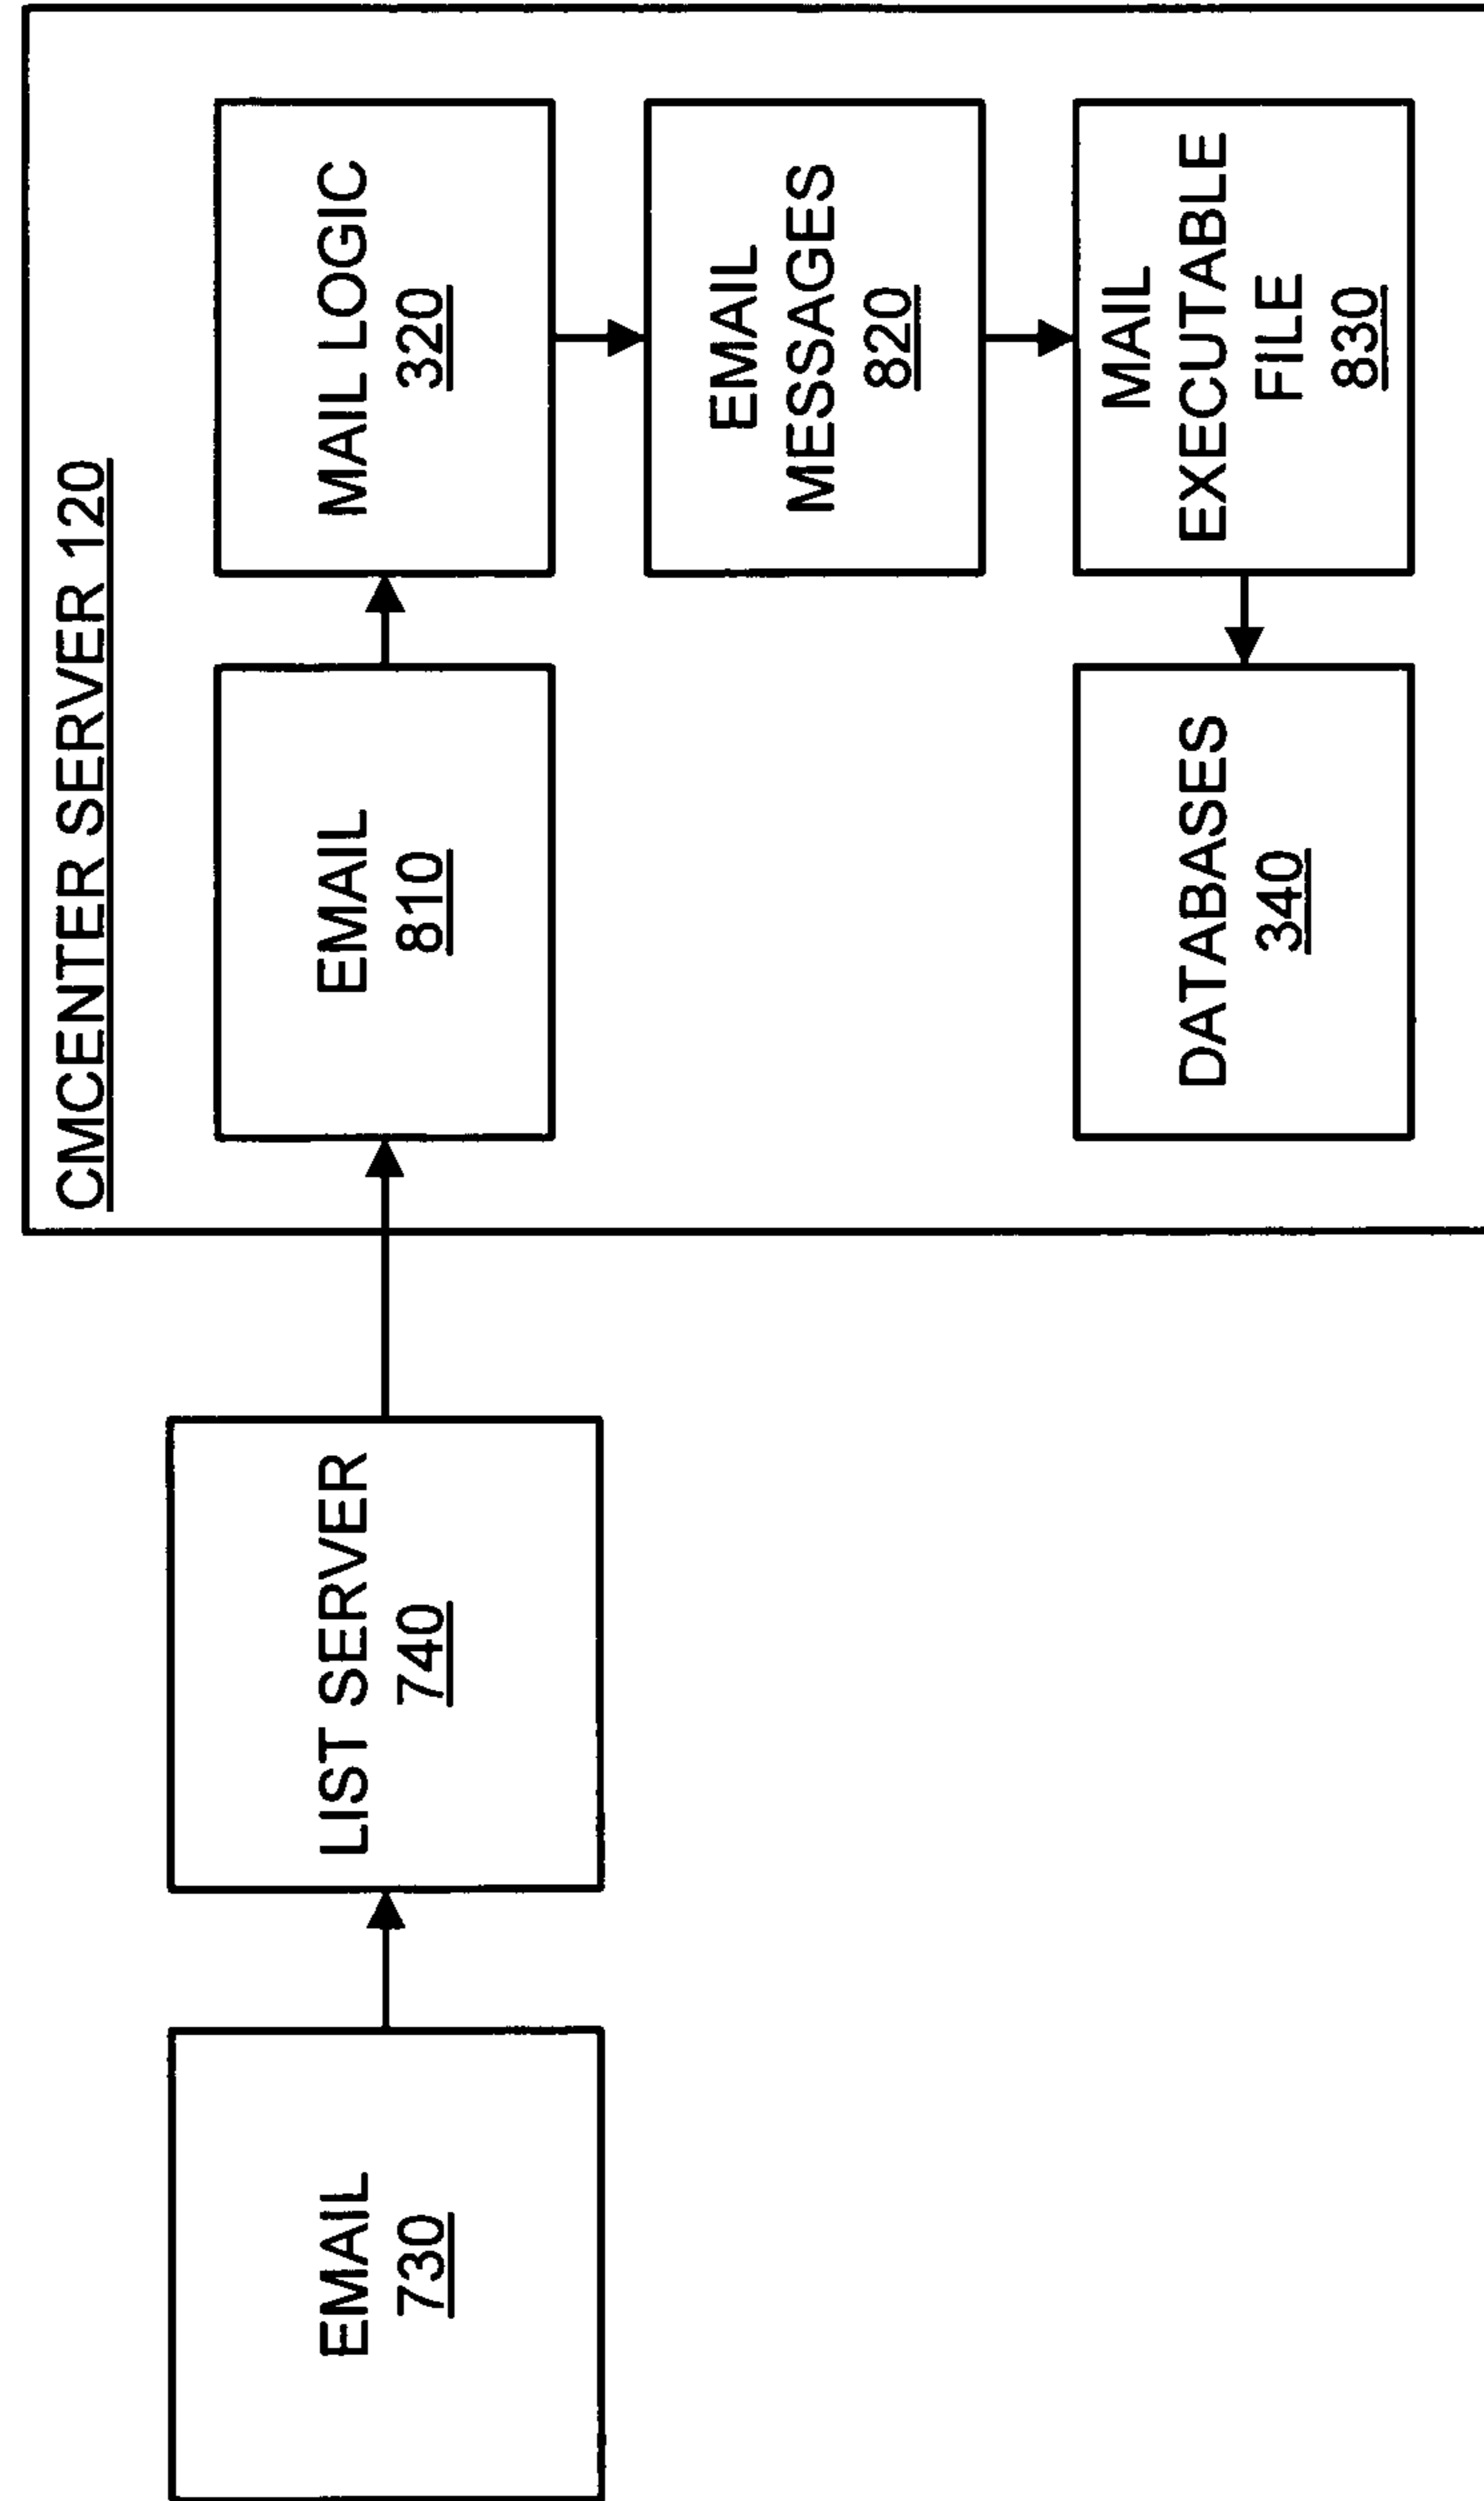 CMCENTER SERVER 120
EMAIL
730
LIST SERVER
740
EMAIL
810
MAIL LOGIC
320
EMAIL
MESSAGES
820
MAIL
EXECUTABLE
FILE
830
DATABASES
340